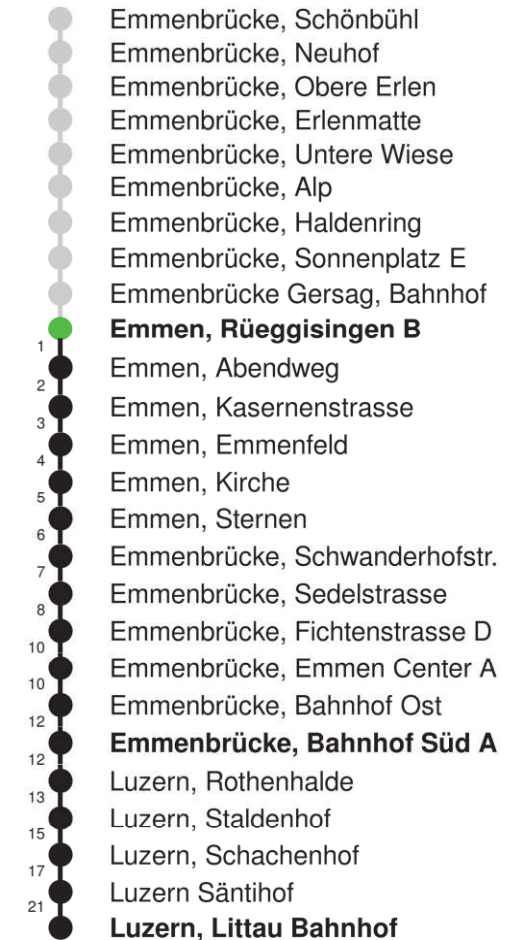 Emmenbrücke, Schönbühl
Emmenbrücke, Neuhof
Emmenbrücke, Obere Erlen
Emmenbrücke, Erlenmatte
Emmenbrücke, Untere Wiese
Emmenbrücke, Alp
Emmenbrücke, Haldenring
Emmenbrücke, Sonnenplatz E
Emmenbrücke Gersag, Bahnhof
Emmen, Rüeggisingen B
1
Emmen, Abendweg
2
Emmen, Kasernenstrasse
3
Emmen, Emmenfeld
4
Emmen, Kirche
5
Emmen, Sternen
6
Emmenbrücke, Schwanderhofstr.
7
Emmenbrücke, Sedelstrasse
8
Emmenbrücke, Fichtenstrasse D
10
Emmenbrücke, Emmen Center A
10
Emmenbrücke, Bahnhof Ost
12
Emmenbrücke, Bahnhof Süd A
12
Luzern, Rothenhalde
13
Luzern, Staldenhof
15
Luzern, Schachenhof
17
Luzern Säntihof
21
Luzern, Littau Bahnhof